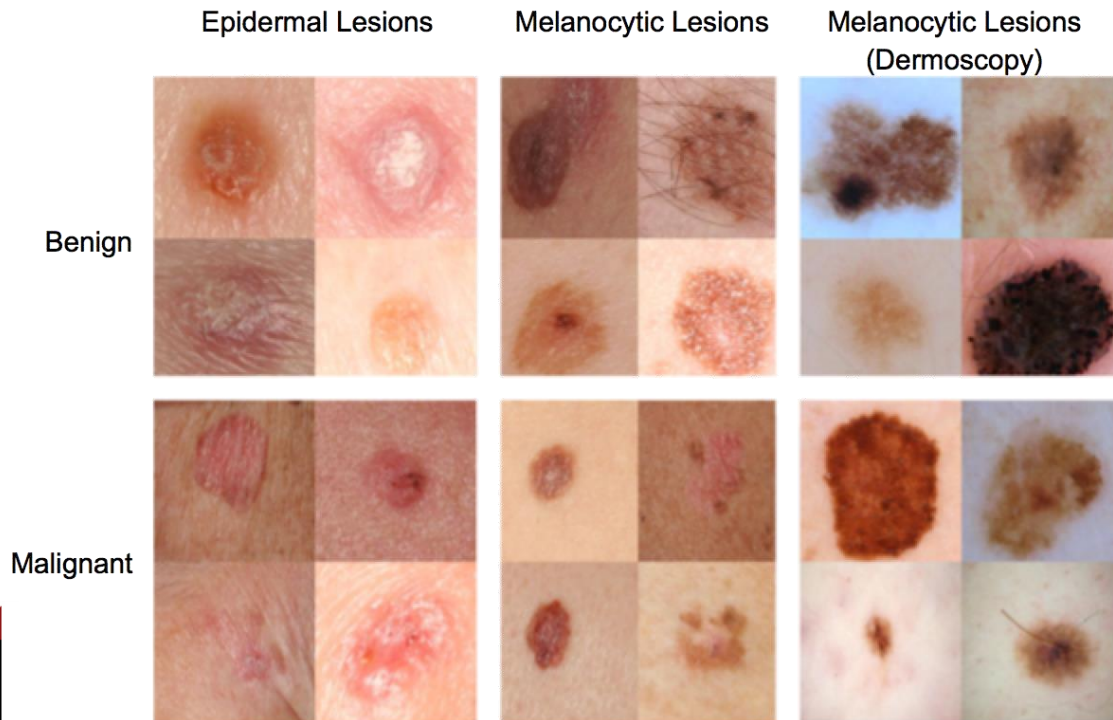 Epidermal Lesions
Melanocytic Lesions
Melanocytic Lesions
(Dermoscopy)
Benign
Malignant